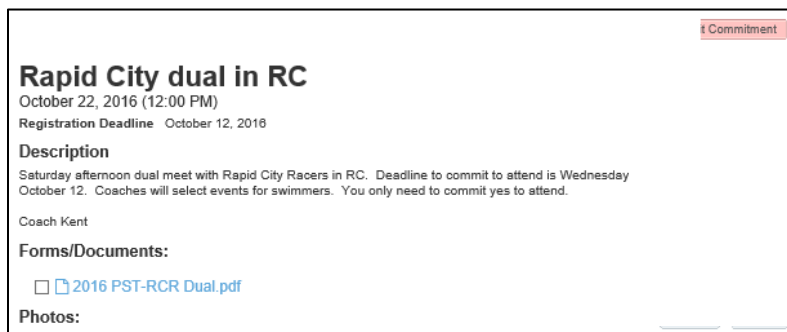 t Commitment
Rapid City dual in RC
October 22, 2016 (12:00 PM)
Registration Deadline October 12, 2016
Description
Saturday afternoon dual meet with Rapid City Racers in RC. Deadline to commit to attend is Wednesday
October 12. Coaches will select events for swimmers. You only need to commit yes to attend.
Coach Kent
Forms/Documents:
2016 PST-RCR Dual.pdf
Photos: